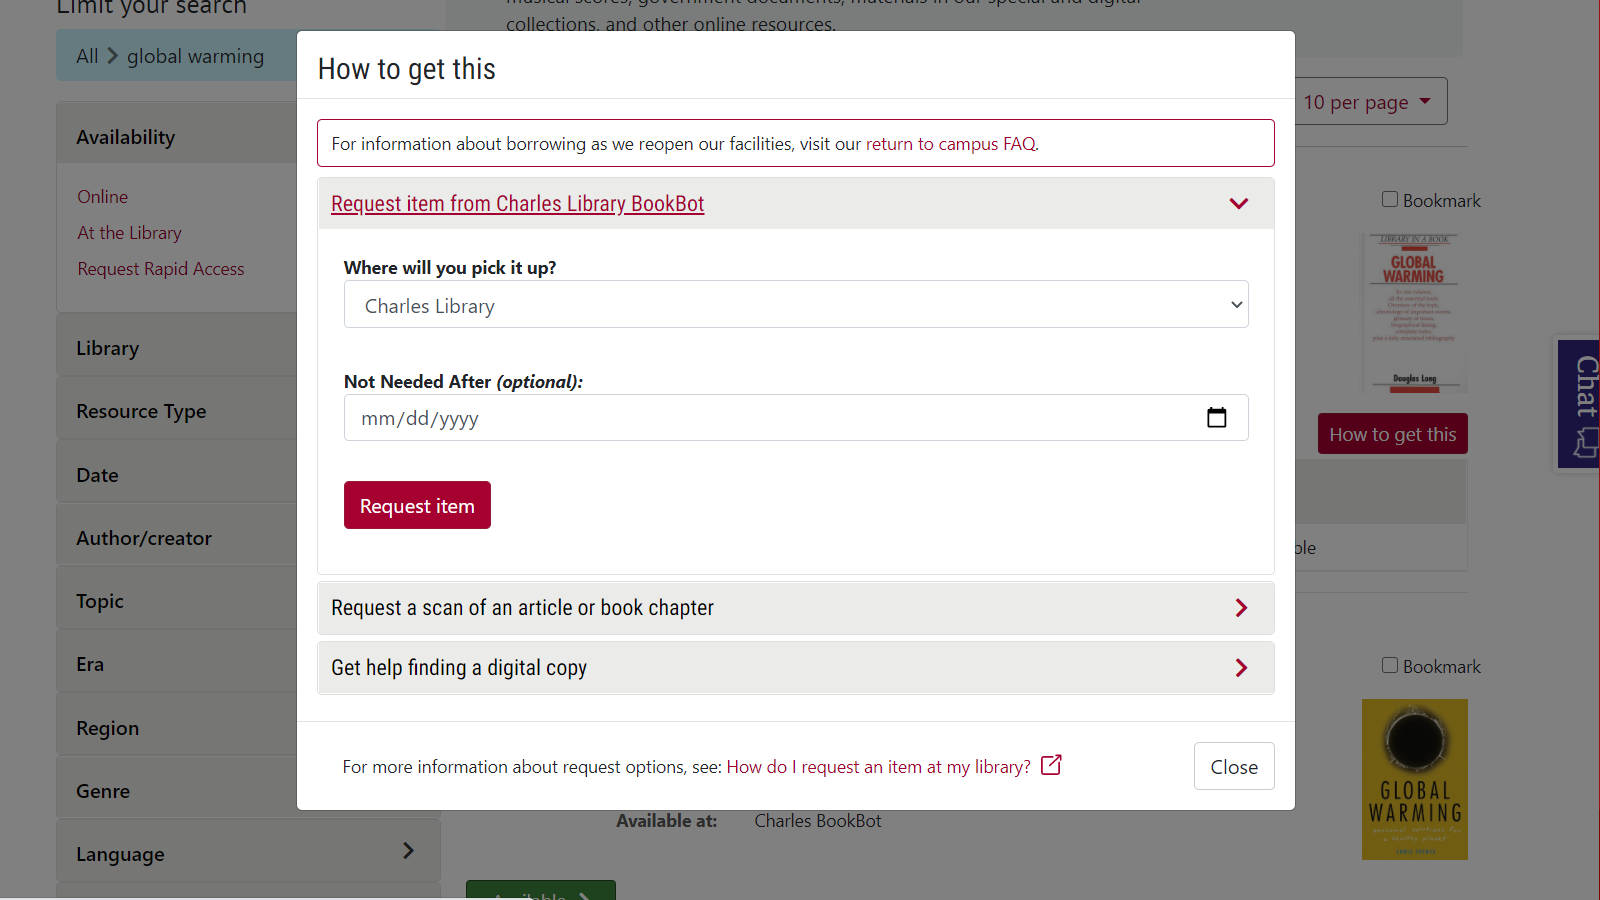 Limit your search
collections, and other online resources.
All
global warming
10 per page
How to get this
For information about borrowing as we reopen our facilities, visit our return to campus FAQ.
Request item from Charles Library BookBot
Where will you pick it up?
Charles Library
Not Needed After (optional):
mm/dd/yyyy
Request item
Request a scan of an article or book chapter
Get help finding a digital copy
For more information about request options, see: How do I request an item at my library?
Close
Availability
Online
At the Library
Request Rapid Access
Library
Resource Type
Date
Author/creator
Topic
Era
Region
Genre
Language
Bookmark
LIBRARY IN A BOOK
GLOBAL
WARMING
Douglas Long
How to get this
Chat
Bookmark
GLOBAL
WARMING
Available at:
Charles BookBot